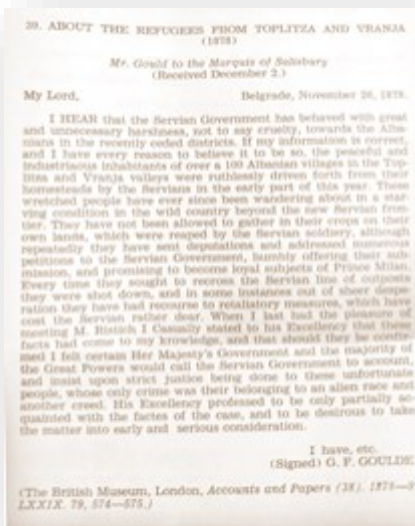 39. ABOUT THE REFUGEES FROM TOPLITZA AND VRANJA
(1878)
Mr. Gould to the Marquis of Salisbury
(Received December 2.)
My Lord, Belgrade, November 26, 1878.
I HEAR that the Servian Government has behaved with great
and unnecessary harshness, not to say cruelty, towards the Alba-
nians in the recently ceded districts. If my information is correct,
and I have every reason to believe it to be so, the peaceful and
industrious inhabitants of over a 100 Albanian villages in the Top-
litza and Vranja valleys were ruthlessly driven forth from their
homesteads by the Servians in the early part of this year. These
wretched people have ever since been wandering about in a star-
ving condition in the wild country beyond the new Servian fron-
tier. They have not been allowed to gather in their crops on their
own lands, which were reaped by the Servian soldiery, although
repeatedly they have sent deputations and addressed numerous
petitions to the Servian Government, humbly offering their sub-
mission, and promising to become loyal subjects of Prince Milan.
Every time they sought to recross the Servian line of outposts
they were shot down, and in some instances out of sheer despe-
ration they have had recourse to retaliatory measures, which have
cost the Servian rather dear. When I last had the pleasure of
meeting M. Ristich I Casually stated to his Excellency that these
facts had come to my knowledge, and that should they be confir-
med I felt certain Her Majesty's Government and the majority of
the Great Powers would call the Servian Government to account,
and insist upon strict justice being done to these unfortunate
people, whose only crime was their belonging to an alien race and
another creed. His Excellency professed to be only partially ac-
quainted with the factes of the case, and to be desirous to take
the matter into early and serious consideration.
I have, etc.
(Signed) G. F. GOULDE
(The British Museum, London, Accounts and Papers (38). 1878—9
LXXIX. 79, 574—575.)